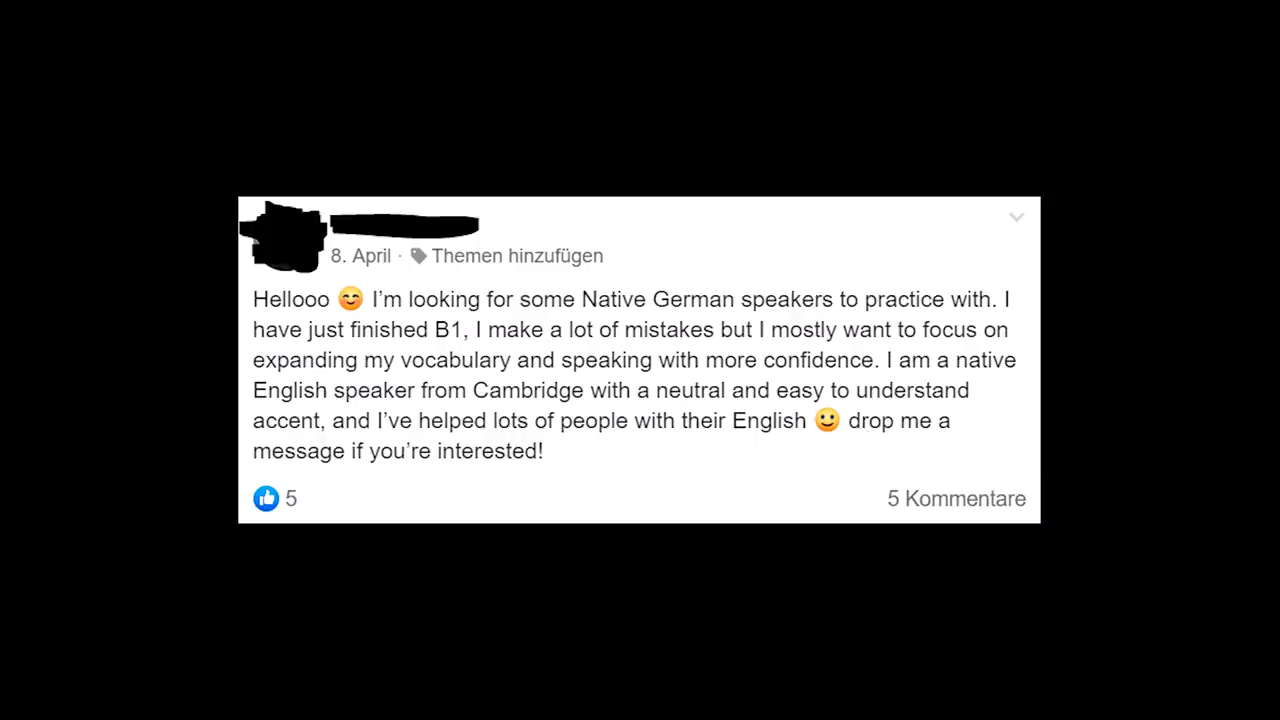 8. April · Themen hinzufügen
Hellooo 😊 I’m looking for some Native German speakers to practice with. I
have just finished B1, I make a lot of mistakes but I mostly want to focus on
expanding my vocabulary and speaking with more confidence. I am a native
English speaker from Cambridge with a neutral and easy to understand
accent, and I’ve helped lots of people with their English 🙂 drop me a
message if you’re interested!
5
5 Kommentare